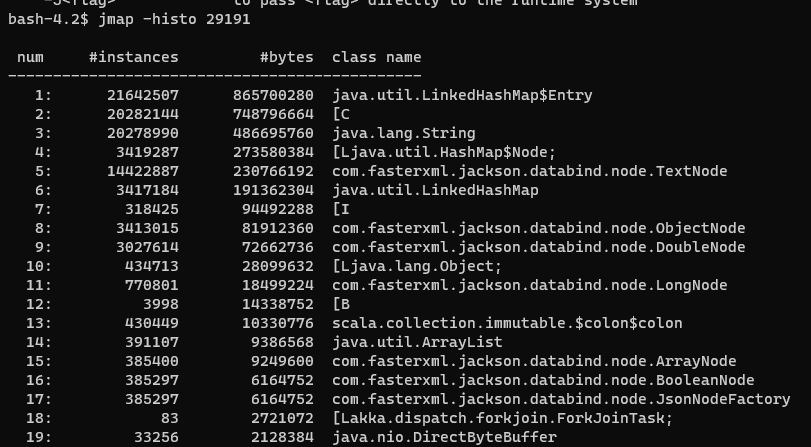 -J<flag>             to pass <flag> directly to the runtime system
bash-4.2$ jmap -histo 29191
 num     #instances         #bytes  class name
----------------------------------------------
   1:      21642507      865700280  java.util.LinkedHashMap$Entry
   2:      20282144      748796664  [C
   3:      20278990      486695760  java.lang.String
   4:       3419287      273580384  [Ljava.util.HashMap$Node;
   5:      14422887      230766192  com.fasterxml.jackson.databind.node.TextNode
   6:       3417184      191362304  java.util.LinkedHashMap
   7:        318425       94492288  [I
   8:       3413015       81912360  com.fasterxml.jackson.databind.node.ObjectNode
   9:       3027614       72662736  com.fasterxml.jackson.databind.node.DoubleNode
  10:        434713       28099632  [Ljava.lang.Object;
  11:        770801       18499224  com.fasterxml.jackson.databind.node.LongNode
  12:          3998       14338752  [B
  13:        430449       10330776  scala.collection.immutable.$colon$colon
  14:        391107        9386568  java.util.ArrayList
  15:        385400        9249600  com.fasterxml.jackson.databind.node.ArrayNode
  16:        385297        6164752  com.fasterxml.jackson.databind.node.BooleanNode
  17:        385297        6164752  com.fasterxml.jackson.databind.node.JsonNodeFactory
  18:            83        2721072  [Lakka.dispatch.forkjoin.ForkJoinTask;
  19:         33256        2128384  java.nio.DirectByteBuffer